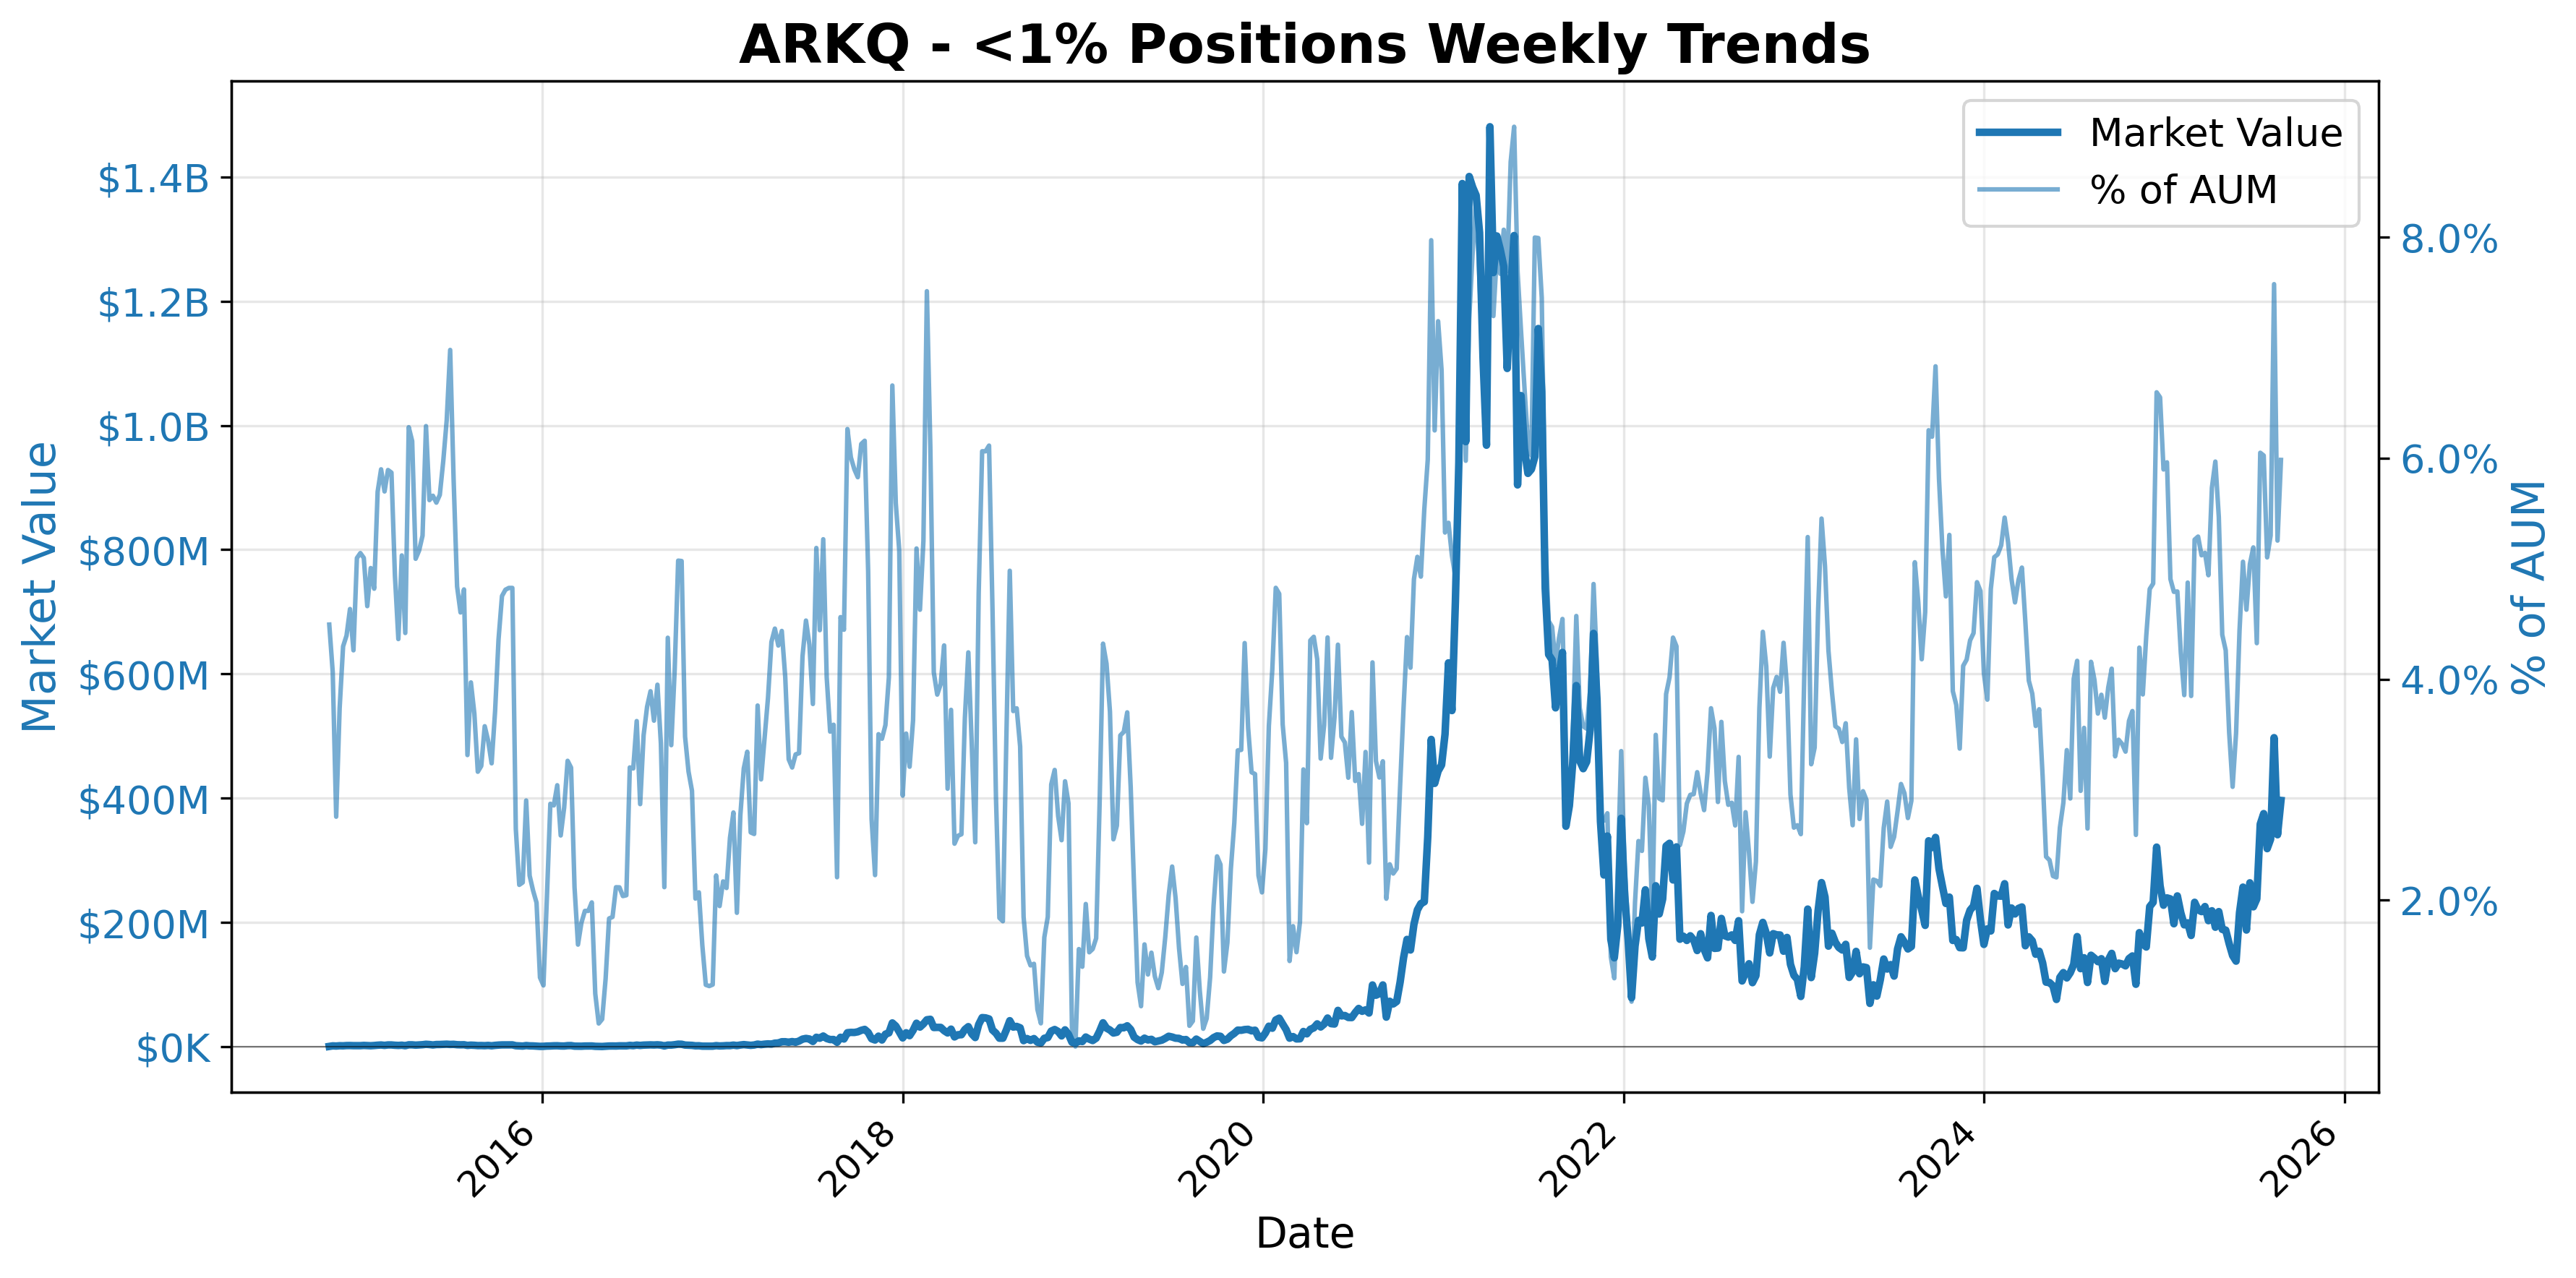 ARKQ - <1% Positions Weekly Trends
Market Value
% of AUM
$1.4B
$1.2B
$1.0B
$800M
$600M
$400M
$200M
$0K
Market Value
8.0%
6.0%
4.0%
2.0%
% of AUM
2016
2018
2020
2022
2024
2026
Date